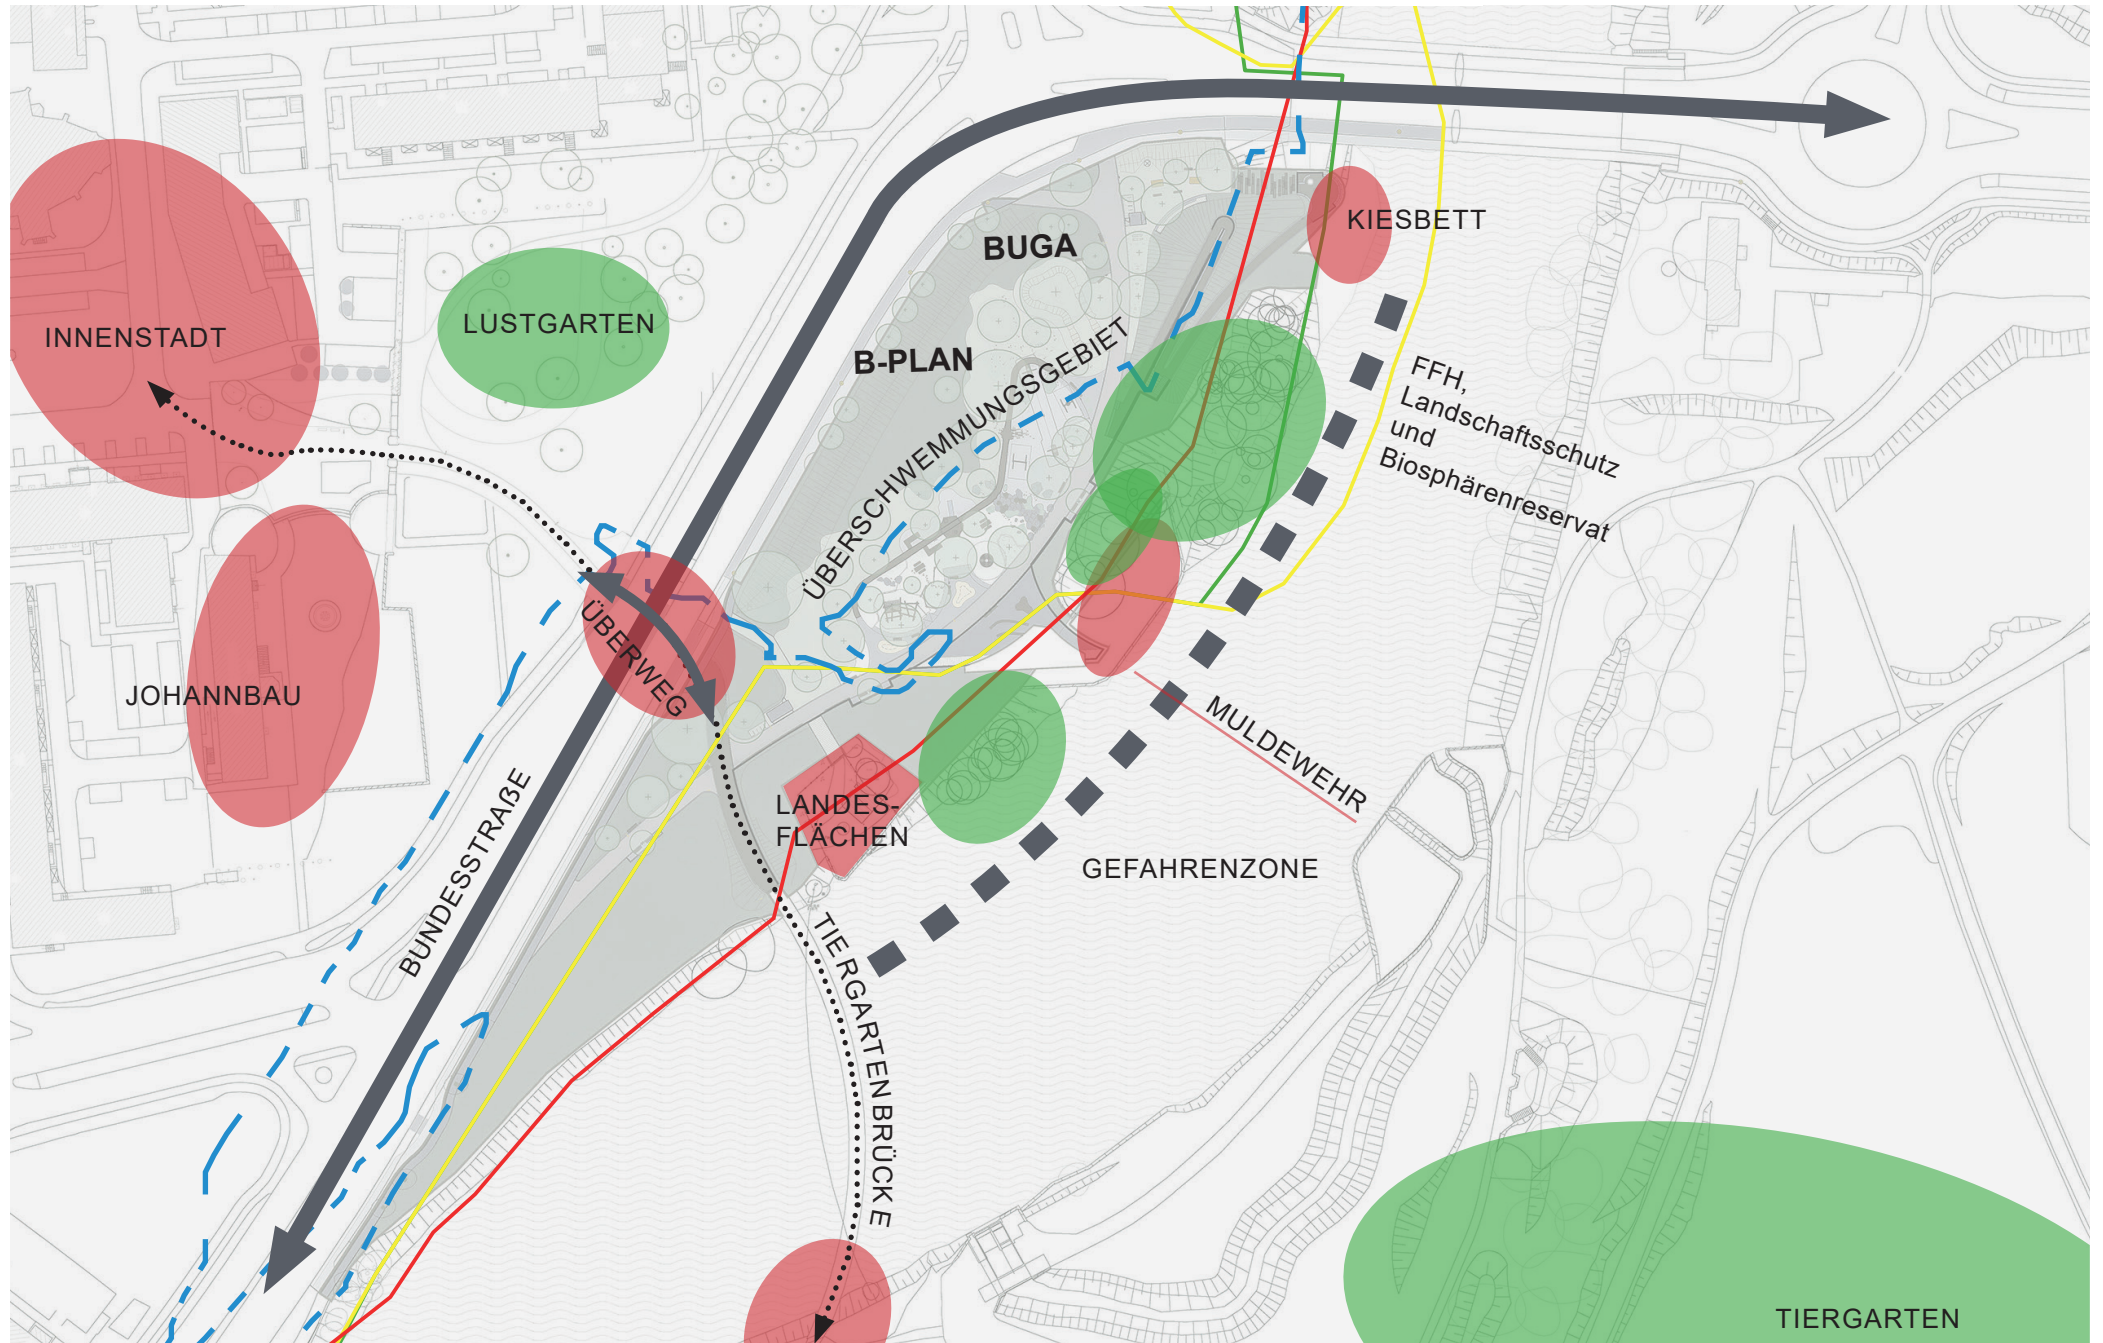 KIESBETT
BUGA
LUSTGARTEN
INNENSTADT
B-PLAN
ÜBERSCHWEMMUNGSGEBIET
FFH,
Landschaftsschutz
und
Biosphärenreservat
ÜBERWEG
JOHANNBAU
MULDEWEHR
LANDES-
FLÄCHEN
BUNDESSTRAßE
GEFAHRENZONE
TIERGARTENBRÜCKE
TIERGARTEN